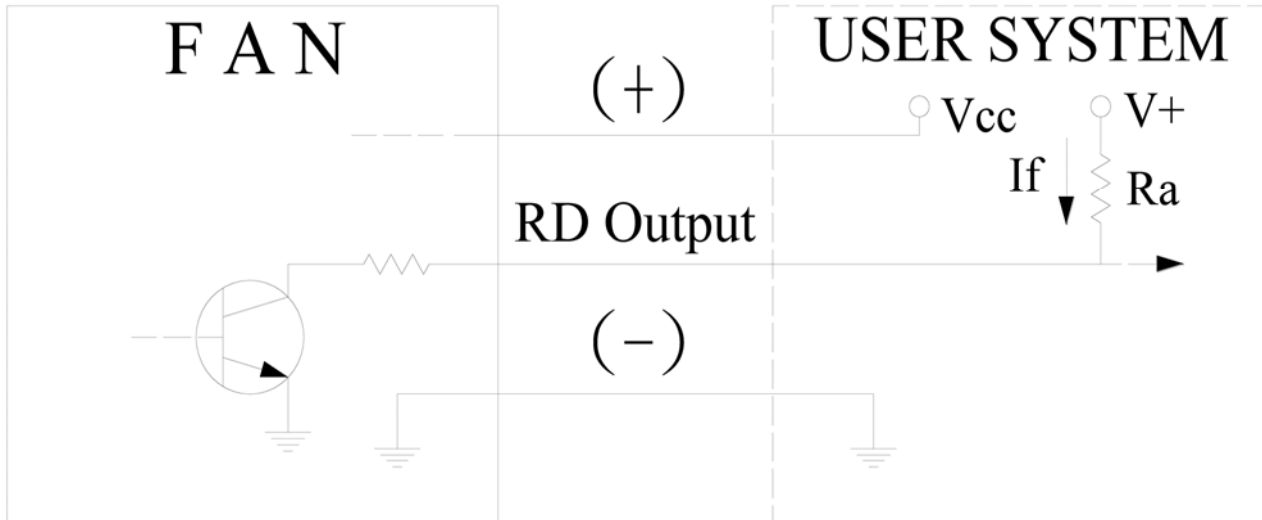 F A N
USER SYSTEM
(+)
Vcc
V+
If
Ra
RD Output
(−)